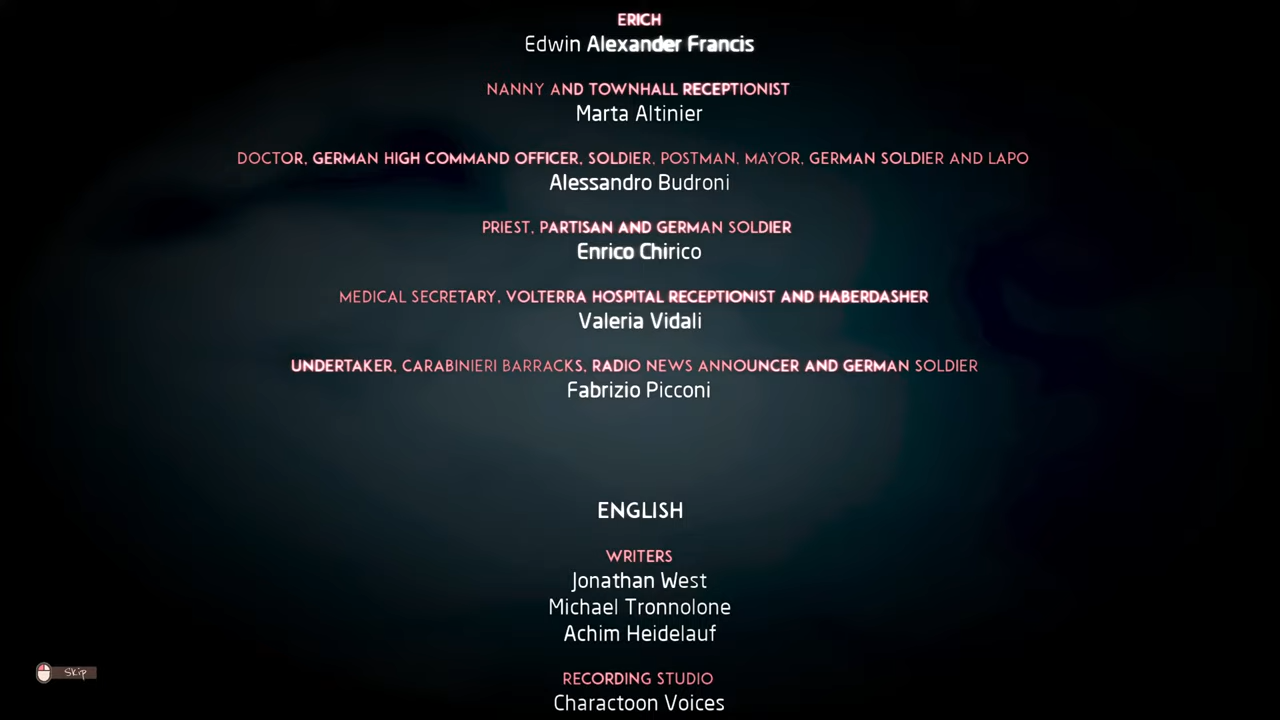 ERICH
Edwin Alexander Francis
NANNY AND TOWNHALL RECEPTIONIST
Marta Altinier
DOCTOR, GERMAN HIGH COMMAND OFFICER, SOLDIER, POSTMAN, MAYOR, GERMAN SOLDIER AND LAPO
Alessandro Budroni
PRIEST, PARTISAN AND GERMAN SOLDIER
Enrico Chirico
MEDICAL SECRETARY, VOLTERRA HOSPITAL RECEPTIONIST AND HABERDASHER
Valeria Vidali
UNDERTAKER, CARABINIERI BARRACKS, RADIO NEWS ANNOUNCER AND GERMAN SOLDIER
Fabrizio Picconi
ENGLISH
WRITERS
Jonathan West
Michael Tronnolone
Achim Heidelauf
Skip
RECORDING STUDIO
Charactoon Voices